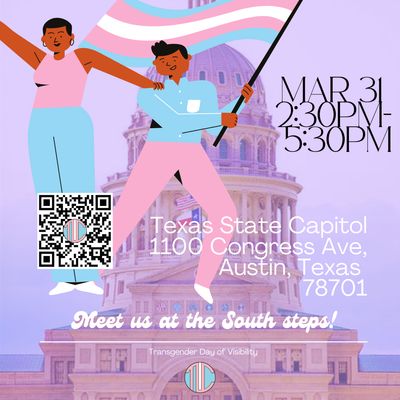 MAR 31
2:30PM-
5:30PM
Texas State Capitol
1100 Congress Ave,
Austin, Texas
78701
Meet us at the South steps!
Transgender Day of Visibility